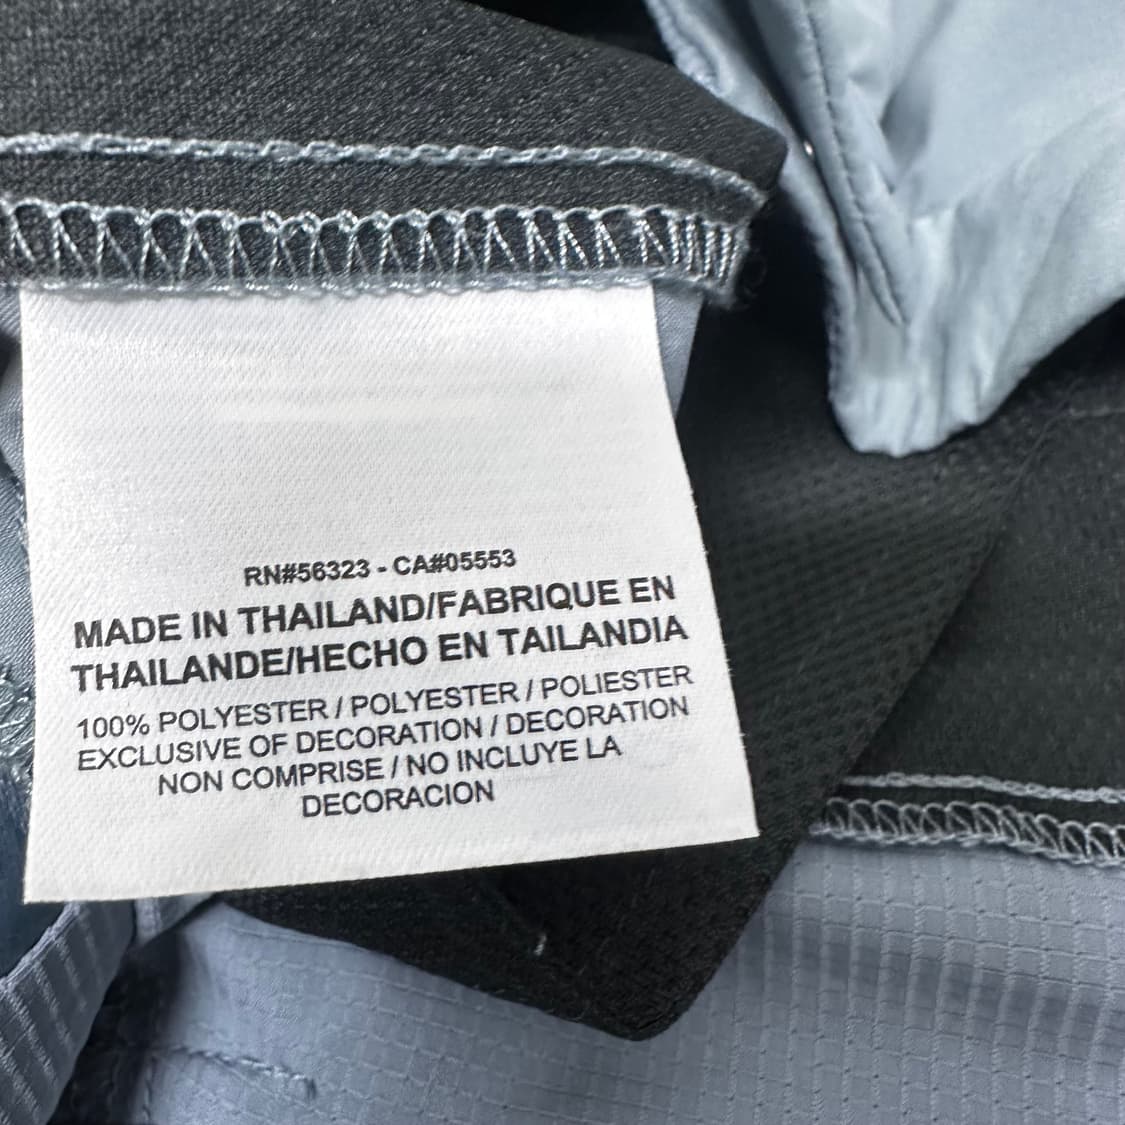 RN#56323 - CA#05553
MADE IN THAILAND/FABRIQUE EN
THAILANDE/HECHO EN TAILANDIA
100% POLYESTER / POLYESTER / POLIESTER
EXCLUSIVE OF DECORATION / DECORATION
NON COMPRISE / NO INCLUYE LA
DECORACION